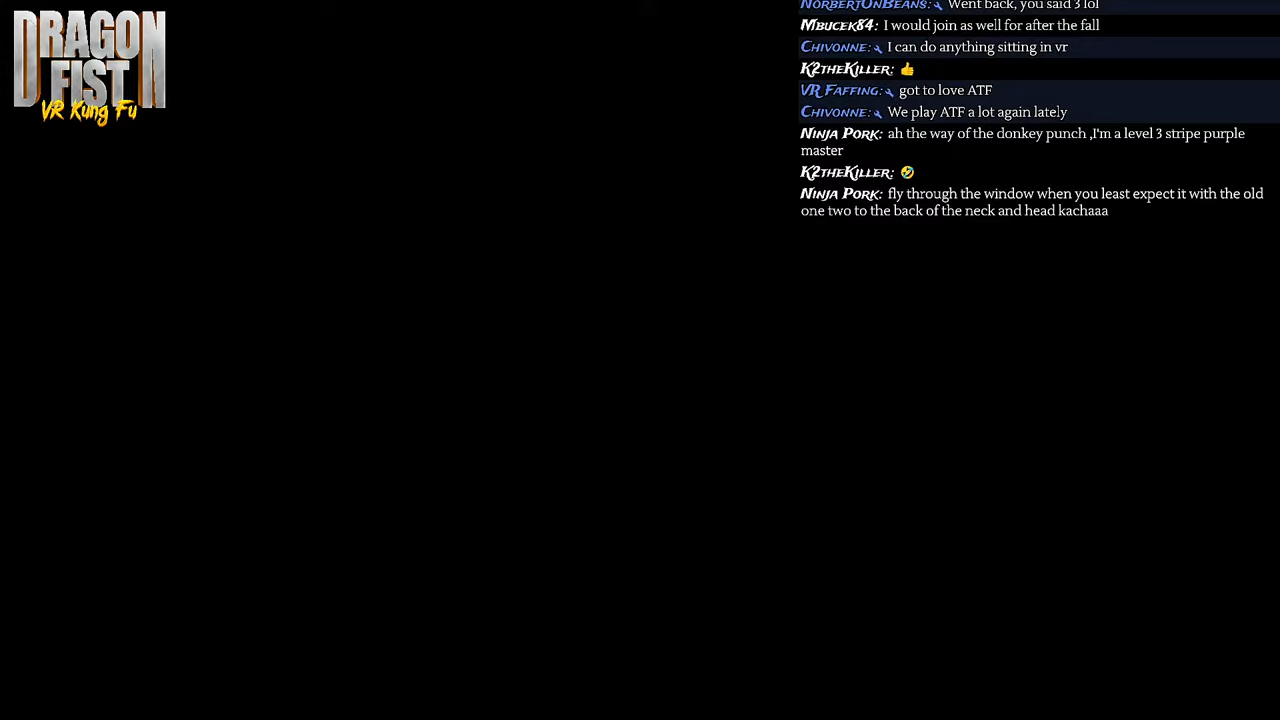 DRAGON
FIST
VR Kung Fu
NorbertOnBeans: Went back, you said 3 lol
Mbucek84: I would join as well for after the fall
Chivonne: I can do anything sitting in vr
K2theKiller: 👍
VR Faffing: got to love ATF
Chivonne: We play ATF a lot again lately
Ninja Pork: ah the way of the donkey punch ,I'm a level 3 stripe purple
master
K2theKiller: 🤣
Ninja Pork: fly through the window when you least expect it with the old
one two to the back of the neck and head kachaaa